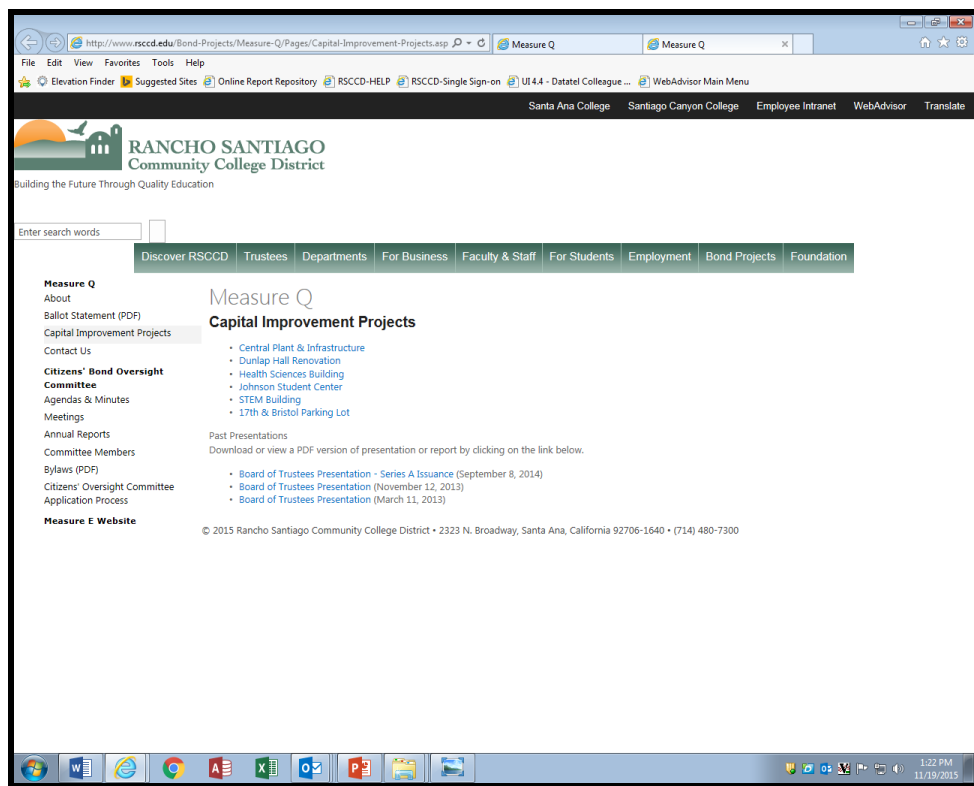 http://www.rsccd.edu/Bond-Projects/Measure-Q/Pages/Capital-Improvement-Projects.asp
Measure Q
Measure Q
File Edit View Favorites Tools Help
Elevation Finder Suggested Sites Online Report Repository RSCCD-HELP RSCCD-Single Sign-on UI 4.4 - Datatel Colleague ... WebAdvisor Main Menu
Santa Ana College Santiago Canyon College Employee Intranet WebAdvisor Translate
RANCHO SANTIAGO
Community College District
Building the Future Through Quality Education
Enter search words
Discover RSCCD Trustees Departments For Business Faculty & Staff For Students Employment Bond Projects Foundation
Measure Q
About
Ballot Statement (PDF)
Capital Improvement Projects
Contact Us
Citizens' Bond Oversight
Committee
Agendas & Minutes
Meetings
Annual Reports
Committee Members
Bylaws (PDF)
Citizens' Oversight Committee
Application Process
Measure E Website
Measure Q
Capital Improvement Projects
• Central Plant & Infrastructure
• Dunlap Hall Renovation
• Health Sciences Building
• Johnson Student Center
• STEM Building
• 17th & Bristol Parking Lot
Past Presentations
Download or view a PDF version of presentation or report by clicking on the link below.
• Board of Trustees Presentation - Series A Issuance (September 8, 2014)
• Board of Trustees Presentation (November 12, 2013)
• Board of Trustees Presentation (March 11, 2013)
© 2015 Rancho Santiago Community College District • 2323 N. Broadway, Santa Ana, California 92706-1640 • (714) 480-7300
1:22 PM
11/19/2015